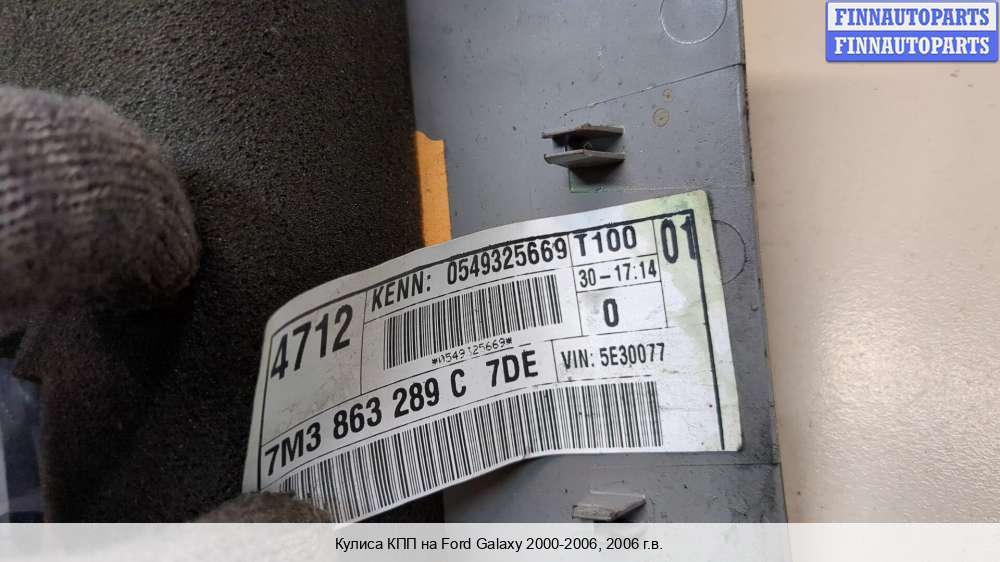 FINNAUTOPARTS
FINNAUTOPARTS
4712
KENN: 0549325669
*0549325669*
T100
30-17:14
0
01
7M3 863 289 C 7DE
VIN: 5E30077
Кулиса КПП на Ford Galaxy 2000-2006, 2006 г.в.